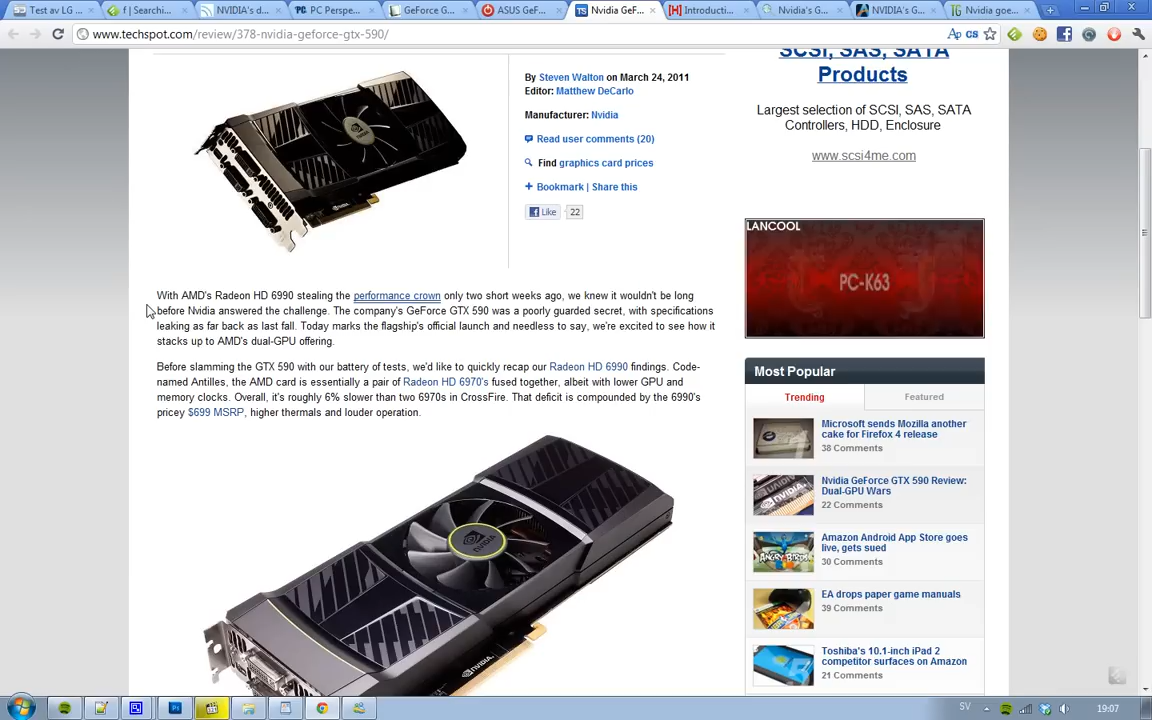 Test av LG ...
f | Searchi...
NVIDIA's d...
PC Perspe...
GeForce G...
ASUS GeF...
Nvidia GeF...
Introducti...
Nvidia's G...
NVIDIA's G...
Nvidia goe...
www.techspot.com/review/378-nvidia-geforce-gtx-590/
By Steven Walton on March 24, 2011
Editor: Matthew DeCarlo
Manufacturer: Nvidia
Read user comments (20)
Find graphics card prices
Bookmark | Share this
Like 22
With AMD's Radeon HD 6990 stealing the performance crown only two short weeks ago, we knew it wouldn't be long
before Nvidia answered the challenge. The company's GeForce GTX 590 was a poorly guarded secret, with specifications
leaking as far back as last fall. Today marks the flagship's official launch and needless to say, we're excited to see how it
stacks up to AMD's dual-GPU offering.
Before slamming the GTX 590 with our battery of tests, we'd like to quickly recap our Radeon HD 6990 findings. Code-
named Antilles, the AMD card is essentially a pair of Radeon HD 6970's fused together, albeit with lower GPU and
memory clocks. Overall, it's roughly 6% slower than two 6970s in CrossFire. That deficit is compounded by the 6990's
pricey $699 MSRP, higher thermals and louder operation.
NVIDIA
NVIDIA
SCSI, SAS, SATA
Products
Largest selection of SCSI, SAS, SATA
Controllers, HDD, Enclosure
www.scsi4me.com
LANCOOL
PC-K63
Most Popular
Trending
Featured
Microsoft sends Mozilla another
cake for Firefox 4 release
38 Comments
Nvidia GeForce GTX 590 Review:
Dual-GPU Wars
22 Comments
Amazon Android App Store goes
live, gets sued
30 Comments
EA drops paper game manuals
39 Comments
Toshiba's 10.1-inch iPad 2
competitor surfaces on Amazon
21 Comments
SV
19:07